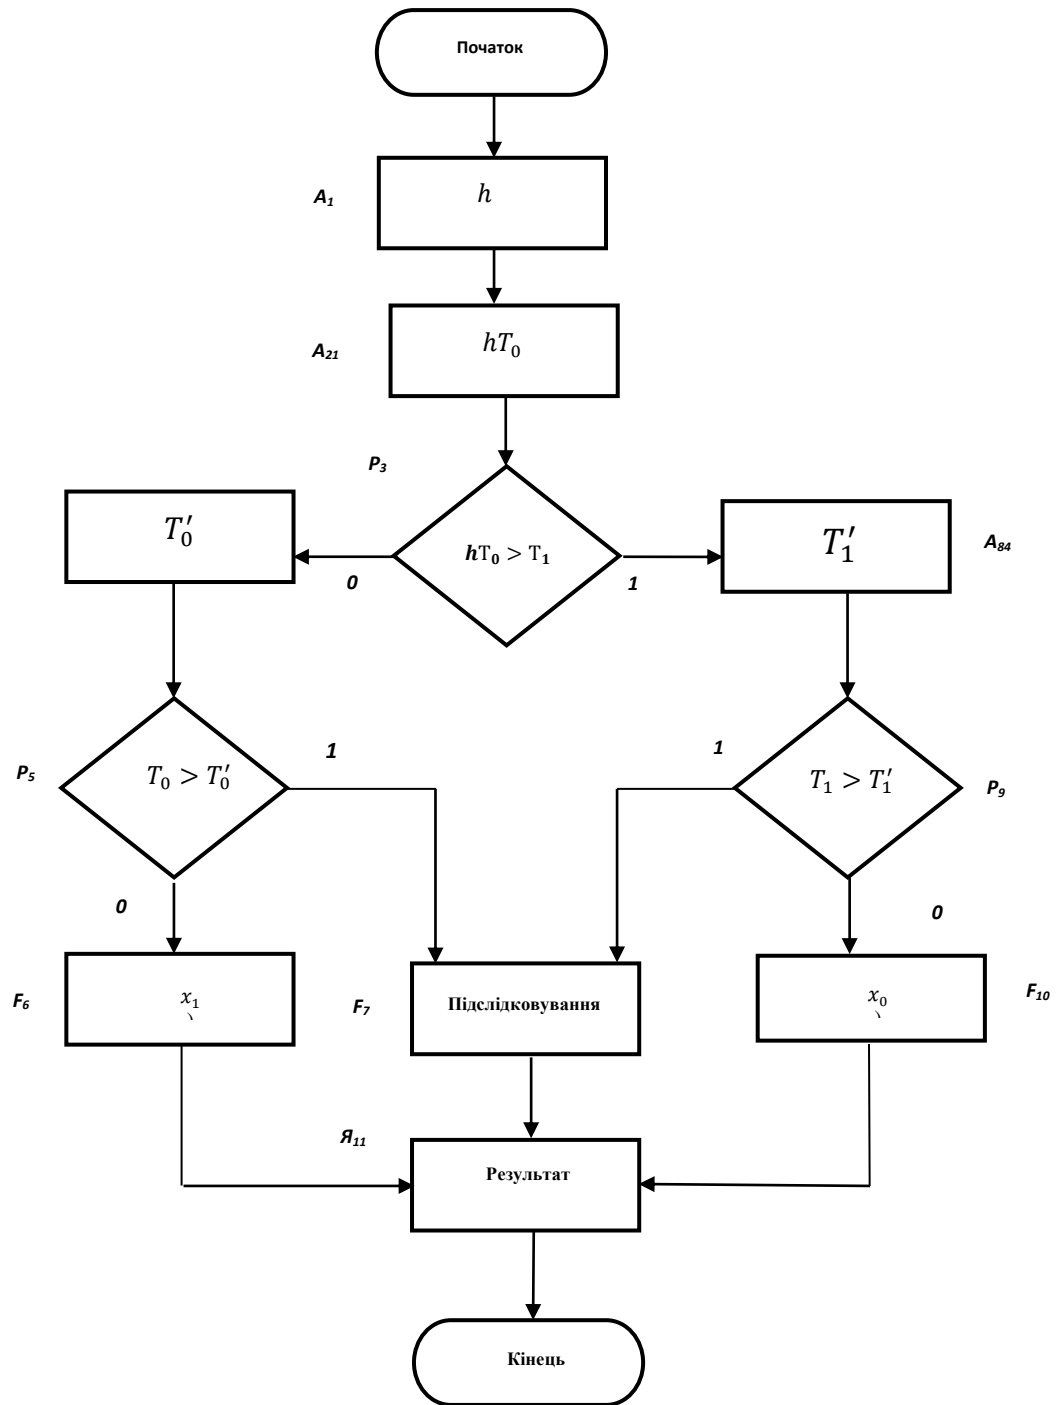 Початок
A₁
h
A₂₁
hT₀
P₃
T₀′
hT₀ > T₁
T₁′
A₈₄
0
1
P₅
T₀ > T₀′
1
1
T₁ > T₁′
P₉
0
0
F₆
x₁
F₇
Підслідковування
x₀
F₁₀
Я₁₁
Результат
Кінець